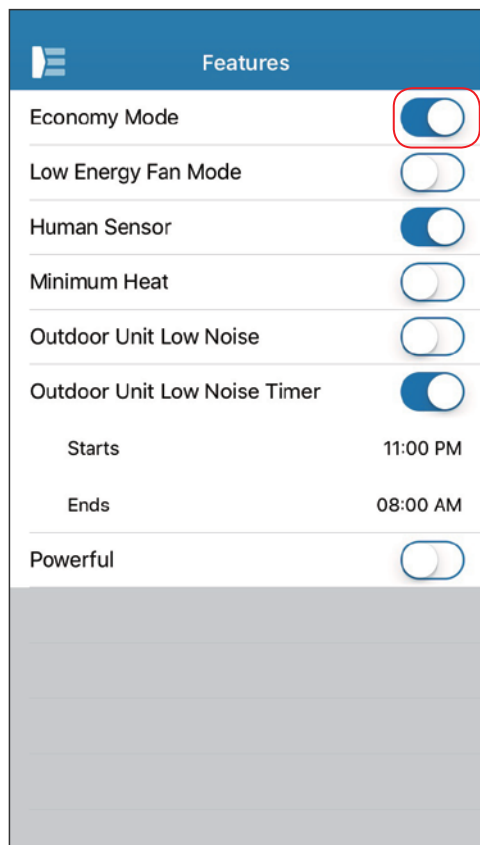 Features
Economy Mode
Low Energy Fan Mode
Human Sensor
Minimum Heat
Outdoor Unit Low Noise
Outdoor Unit Low Noise Timer
Starts 11:00 PM
Ends 08:00 AM
Powerful